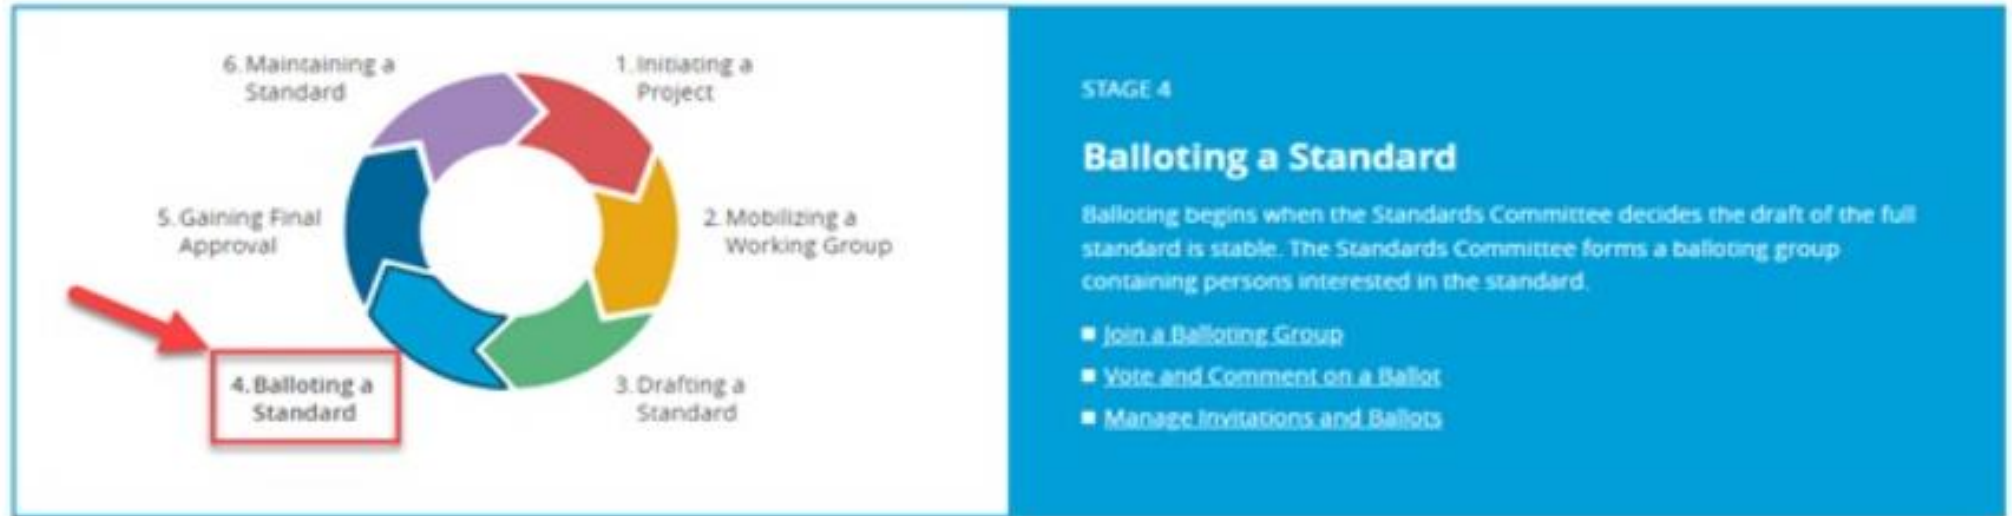 6. Maintaining a
Standard
1. Initiating a
Project
5. Gaining Final
Approval
2. Mobilizing a
Working Group
4. Balloting a
Standard
3. Drafting a
Standard
STAGE 4
Balloting a Standard
Balloting begins when the Standards Committee decides the draft of the full
standard is stable. The Standards Committee forms a balloting group
containing persons interested in the standard.
Join a Balloting Group
Vote and Comment on a Ballot
Manage Invitations and Ballots